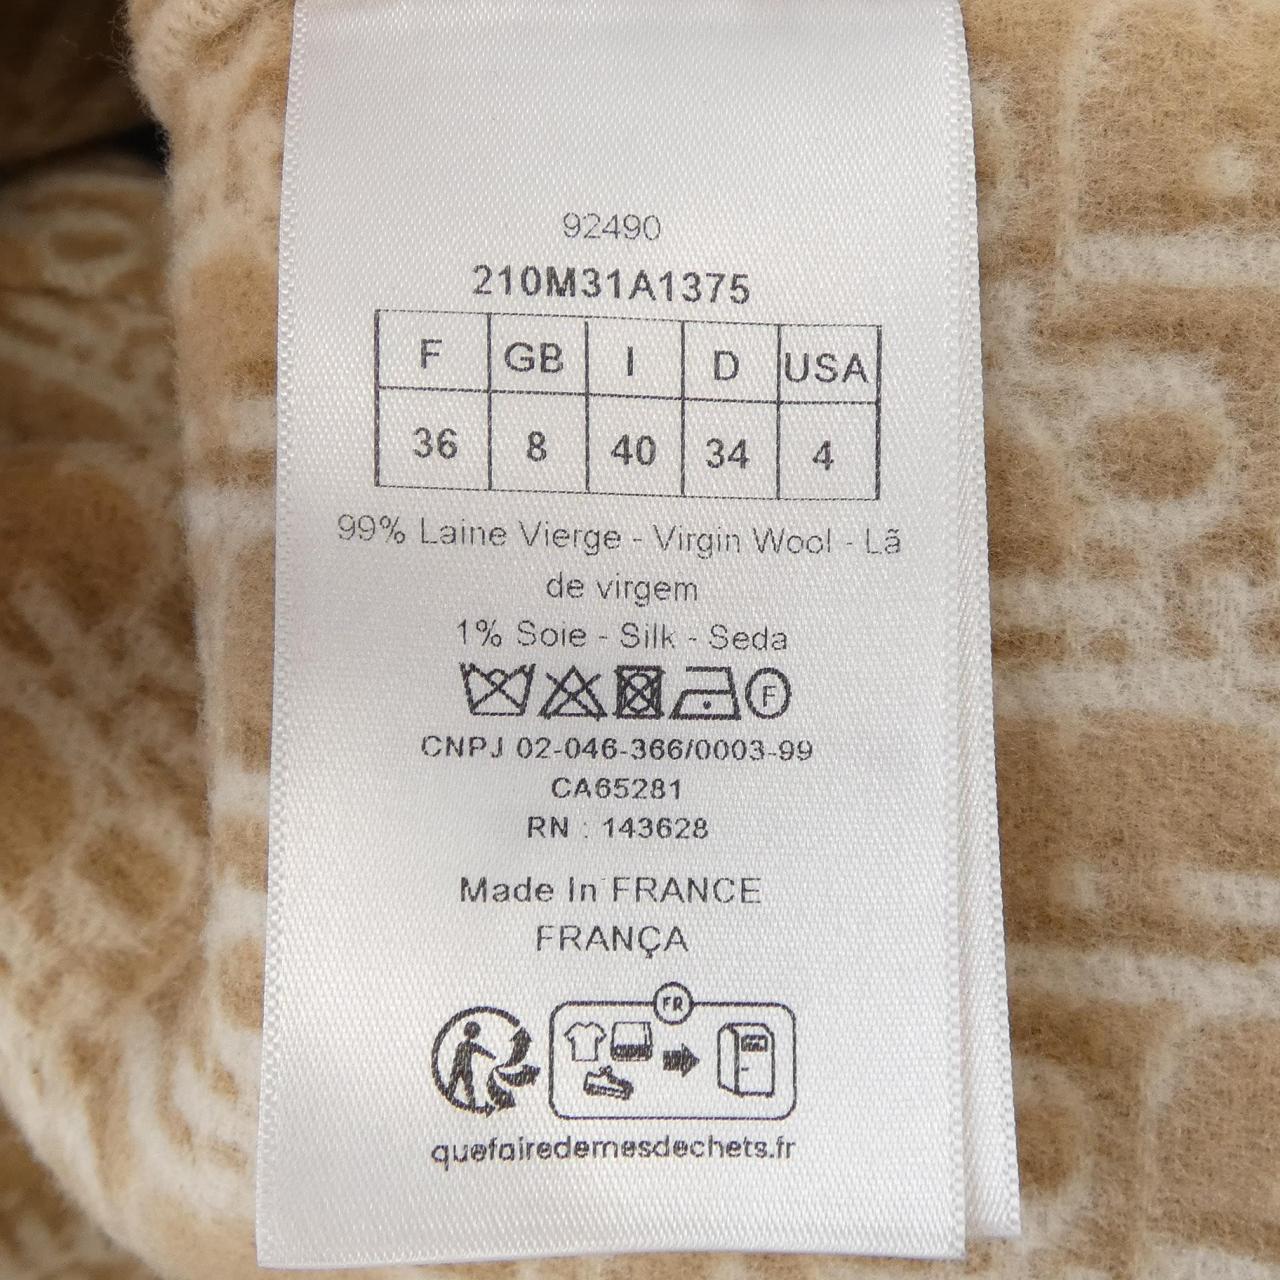 92490
210M31A1375
F GB I D USA
36 8 40 34 4
99% Laine Vierge - Virgin Wool - Lã
de virgem
1% Soie - Silk - Seda
F
CNPJ 02-046-366/0003-99
CA65281
RN : 143628
Made In FRANCE
FRANÇA
FR
quefairedemesdechets.fr